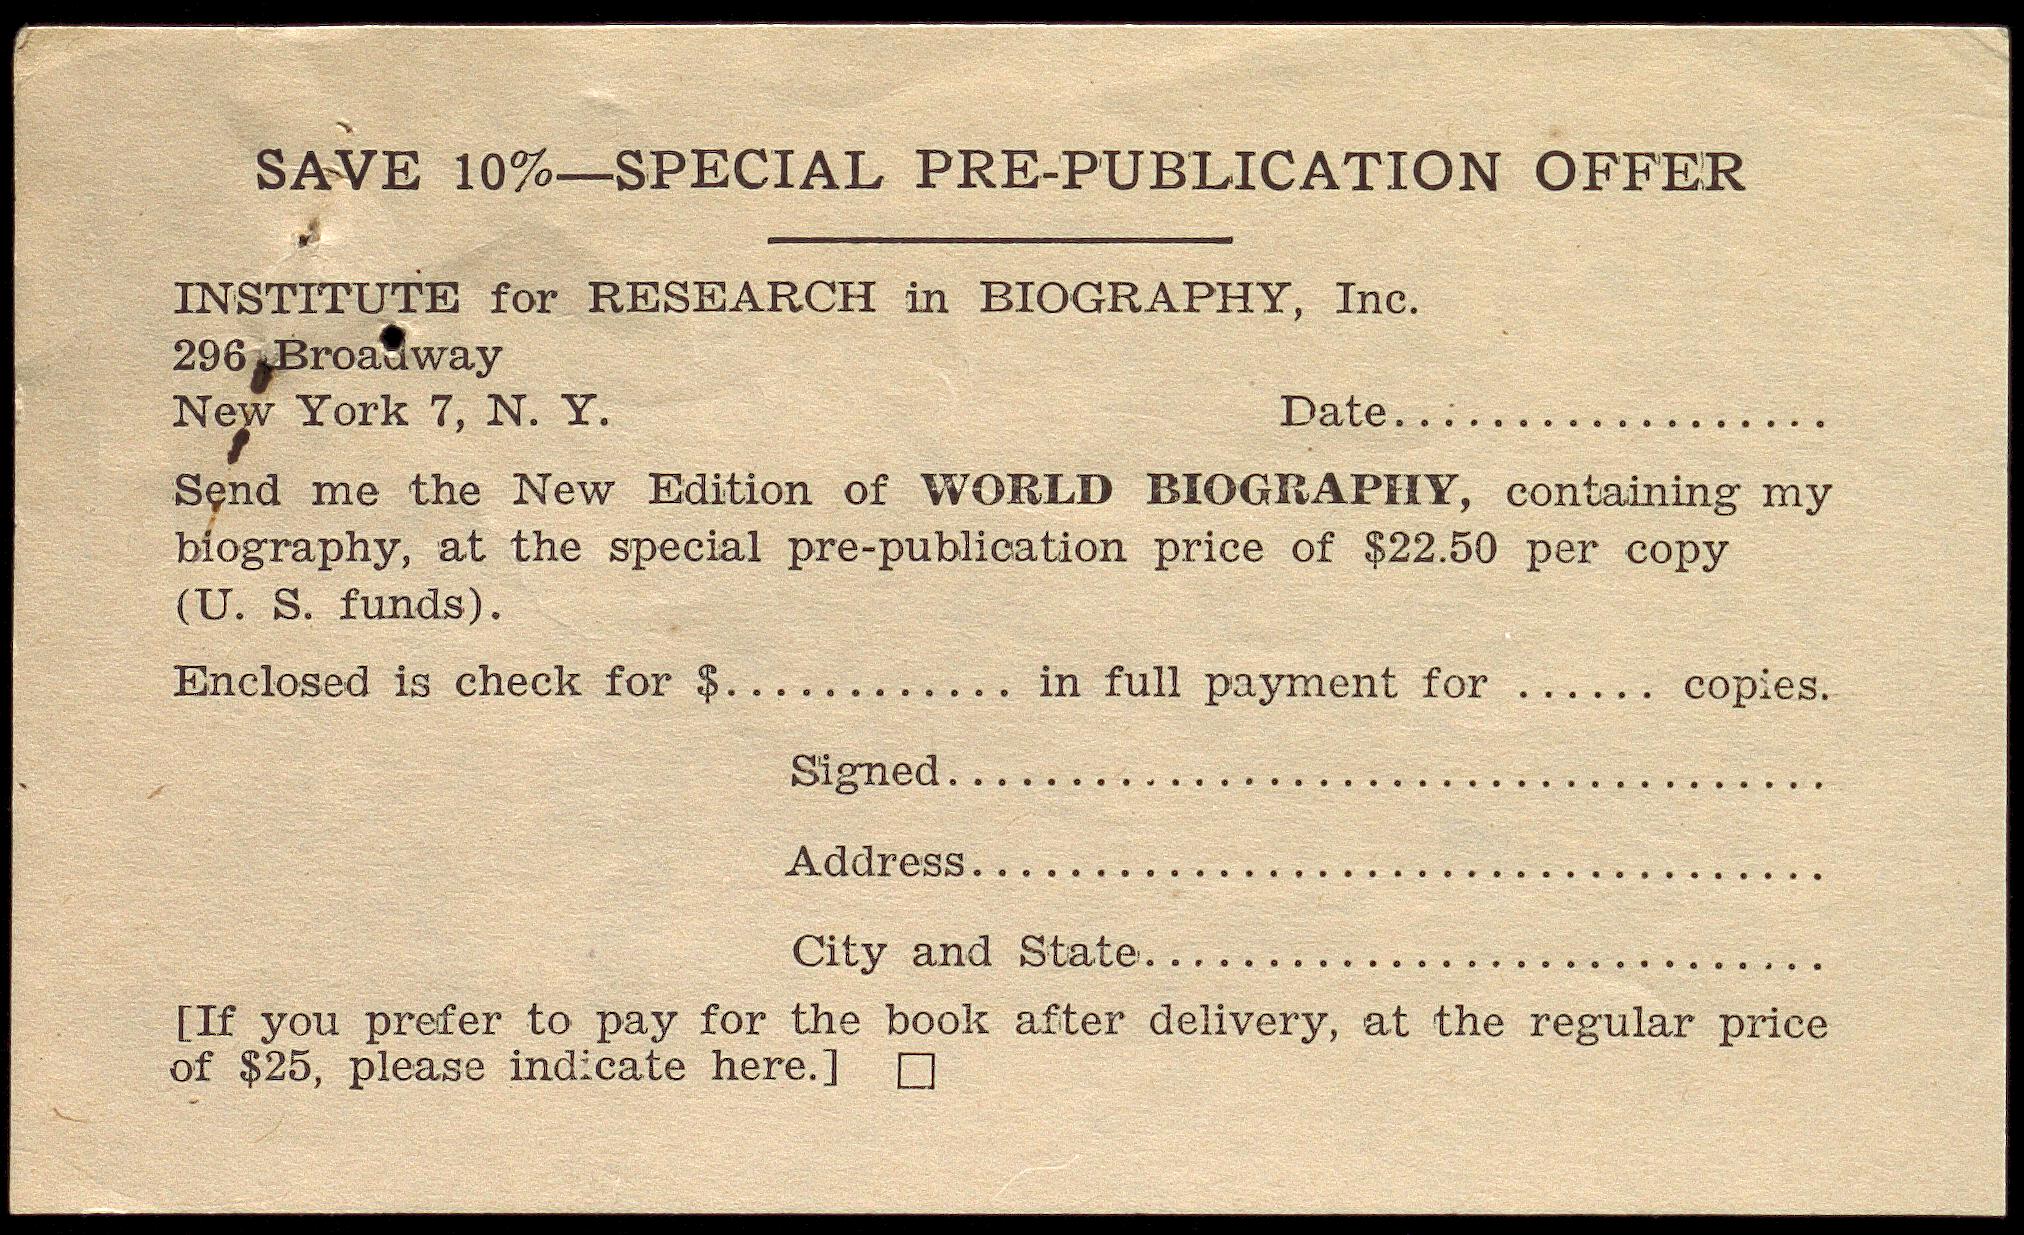 SAVE 10%—SPECIAL PRE-PUBLICATION OFFER
INSTITUTE for RESEARCH in BIOGRAPHY, Inc.
296 Broadway
New York 7, N. Y.
Date..................
Send me the New Edition of WORLD BIOGRAPHY, containing my
biography, at the special pre-publication price of $22.50 per copy
(U. S. funds).
Enclosed is check for $............ in full payment for ...... copies.
Signed....................................
Address...................................
City and State............................
[If you prefer to pay for the book after delivery, at the regular price
of $25, please indicate here.] □